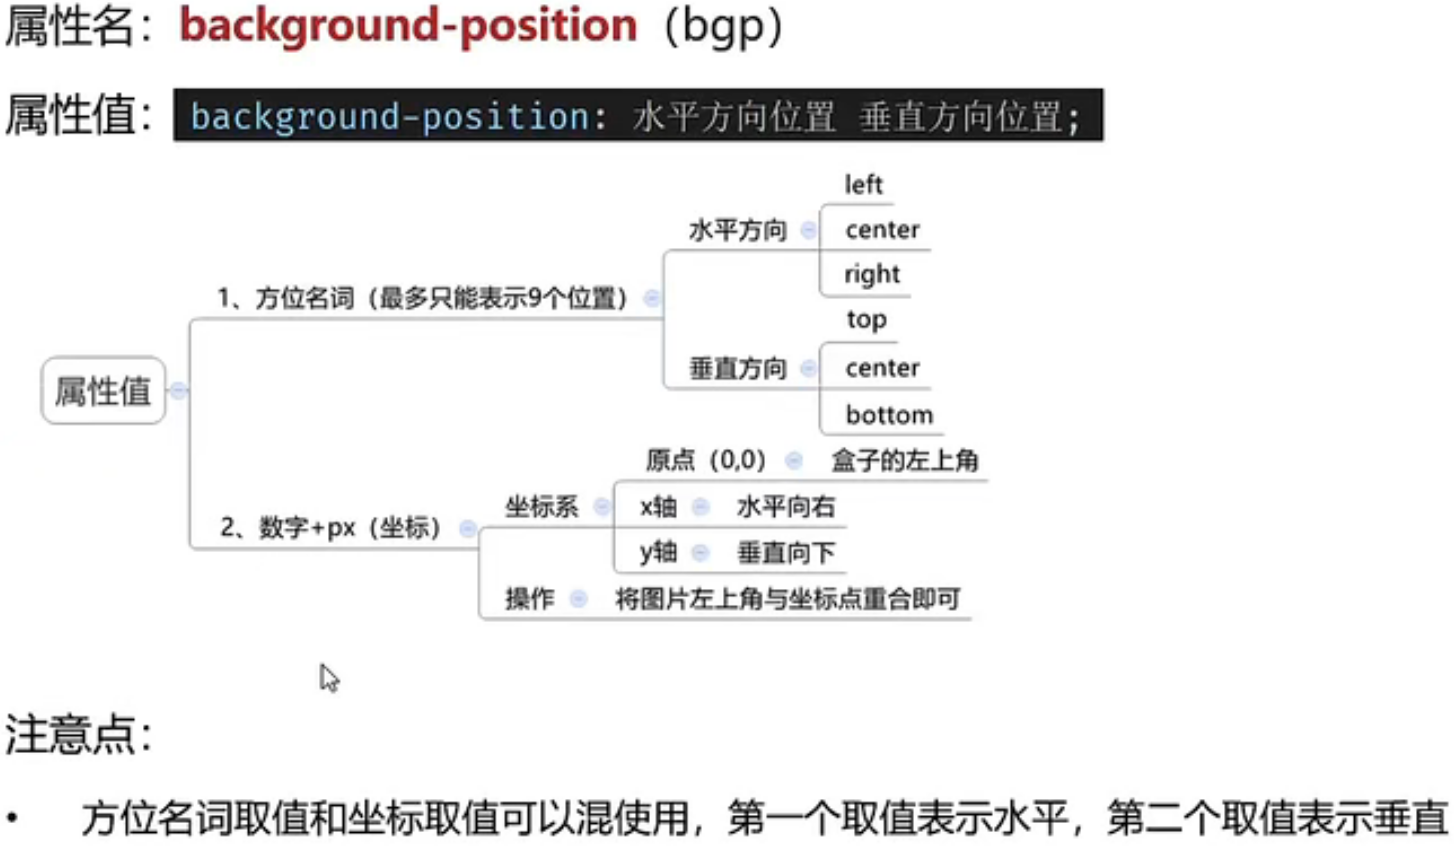 属性名：background-position（bgp）
属性值：background-position: 水平方向位置 垂直方向位置;
属性值
1、方位名词（最多只能表示9个位置）
水平方向
left
center
right
垂直方向
top
center
bottom
2、数字+px（坐标）
坐标系
原点（0,0）
盒子的左上角
x轴
水平向右
y轴
垂直向下
操作
将图片左上角与坐标点重合即可
注意点：
• 方位名词取值和坐标取值可以混使用，第一个取值表示水平，第二个取值表示垂直